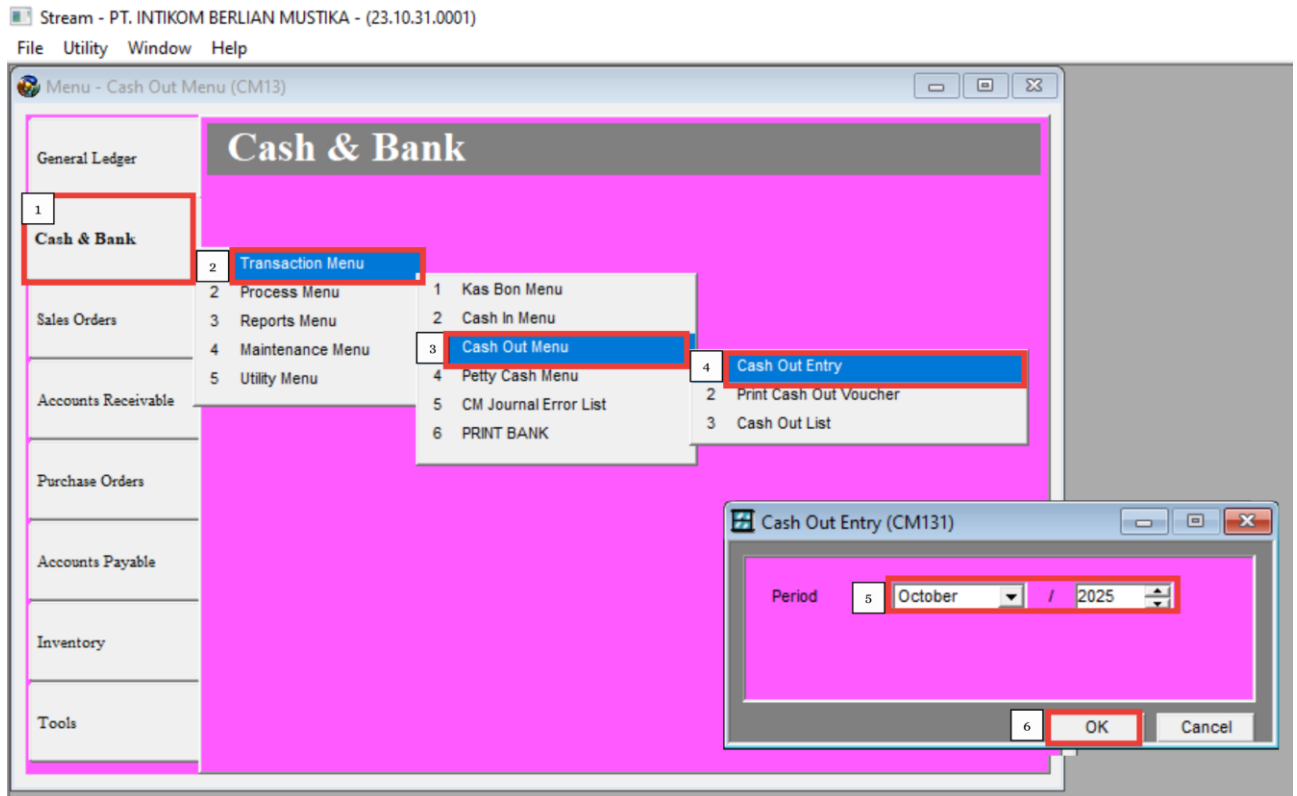 Stream - PT. INTIKOM BERLIAN MUSTIKA - (23.10.31.0001)
File Utility Window Help
Menu - Cash Out Menu (CM13)
Cash & Bank
General Ledger
1
Cash & Bank
Sales Orders
Accounts Receivable
Purchase Orders
Accounts Payable
Inventory
Tools
2 Transaction Menu
2 Process Menu
3 Reports Menu
4 Maintenance Menu
5 Utility Menu
1 Kas Bon Menu
2 Cash In Menu
3 Cash Out Menu
4 Petty Cash Menu
5 CM Journal Error List
6 PRINT BANK
4 Cash Out Entry
2 Print Cash Out Voucher
3 Cash Out List
Cash Out Entry (CM131)
Period 5 October / 2025
6 OK Cancel